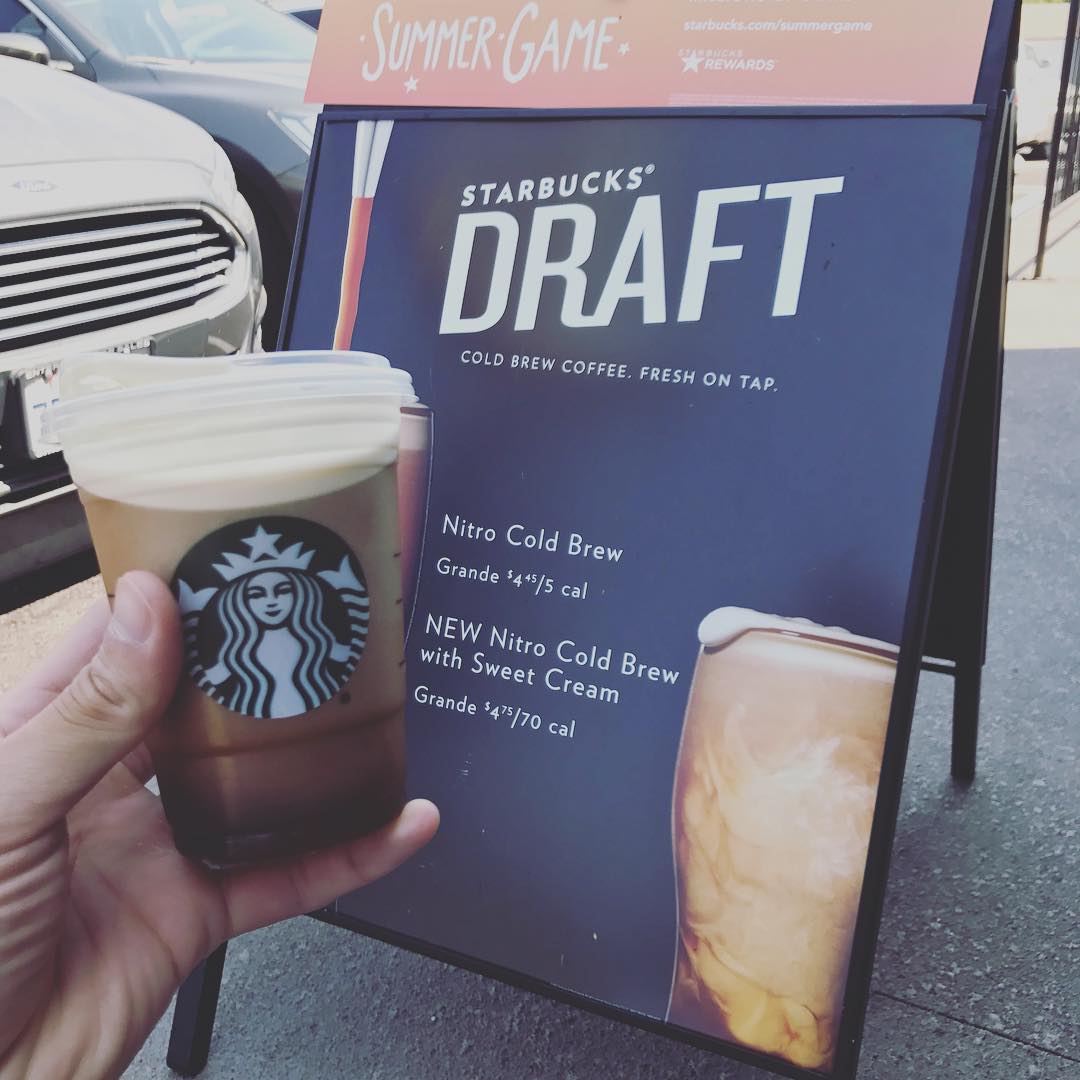 SUMMER GAME
starbucks.com/summergame
STARBUCKS
REWARDS
STARBUCKS®
DRAFT
COLD BREW COFFEE. FRESH ON TAP.
Nitro Cold Brew
Grande $4.45/5 cal
NEW Nitro Cold Brew
with Sweet Cream
Grande $4.75/70 cal
Ford